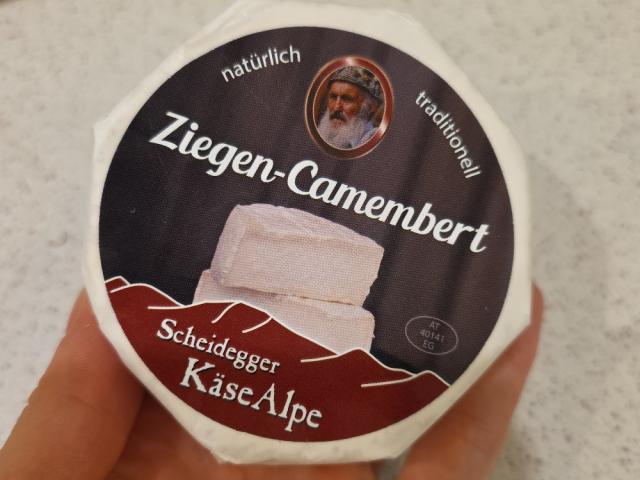 natürlich
traditionell
Ziegen-Camembert
AT
40141
EG
Scheidegger
KäseAlpe